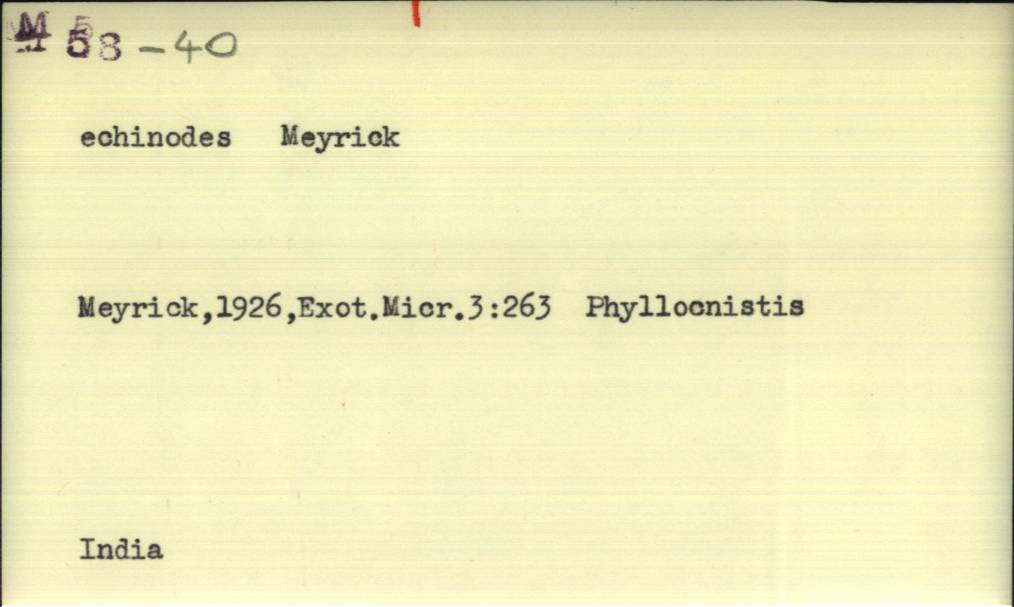 M 58 - 40
echinodes Meyrick
Meyrick,1926,Exot.Micr.3:263 Phyllocnistis
India